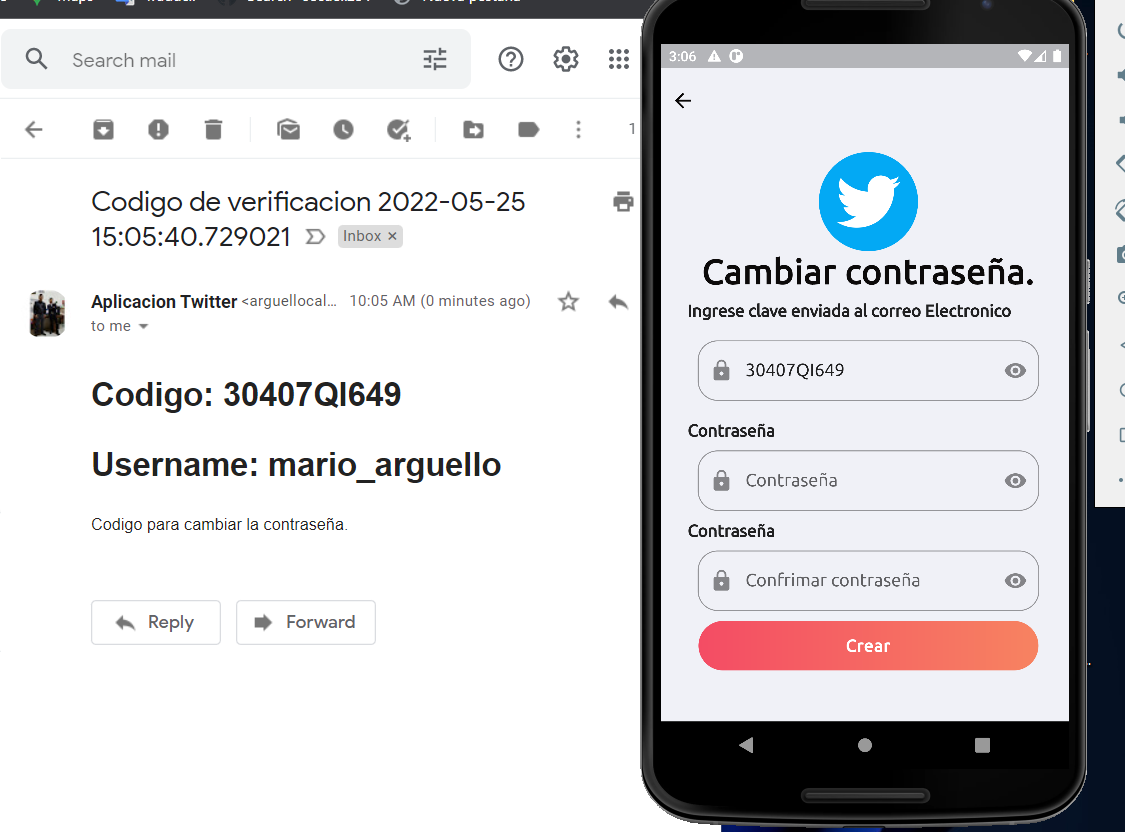 Search mail
1
Codigo de verificacion 2022-05-25
15:05:40.729021
Inbox ×
Aplicacion Twitter <arguellocal... 10:05 AM (0 minutes ago)
to me
Codigo: 30407QI649
Username: mario_arguello
Codigo para cambiar la contraseña.
Reply
Forward
3:06
Cambiar contraseña.
Ingrese clave enviada al correo Electronico
30407QI649
Contraseña
Contraseña
Contraseña
Confrimar contraseña
Crear